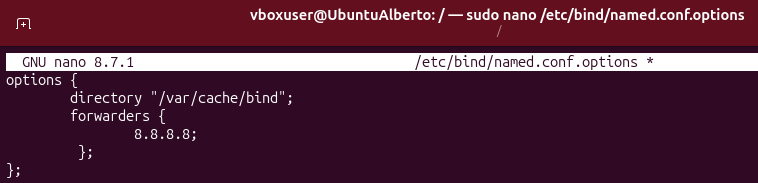 vboxuser@UbuntuAlberto: / — sudo nano /etc/bind/named.conf.options
/
GNU nano 8.7.1 /etc/bind/named.conf.options *
options {
directory "/var/cache/bind";
forwarders {
8.8.8.8;
};
};